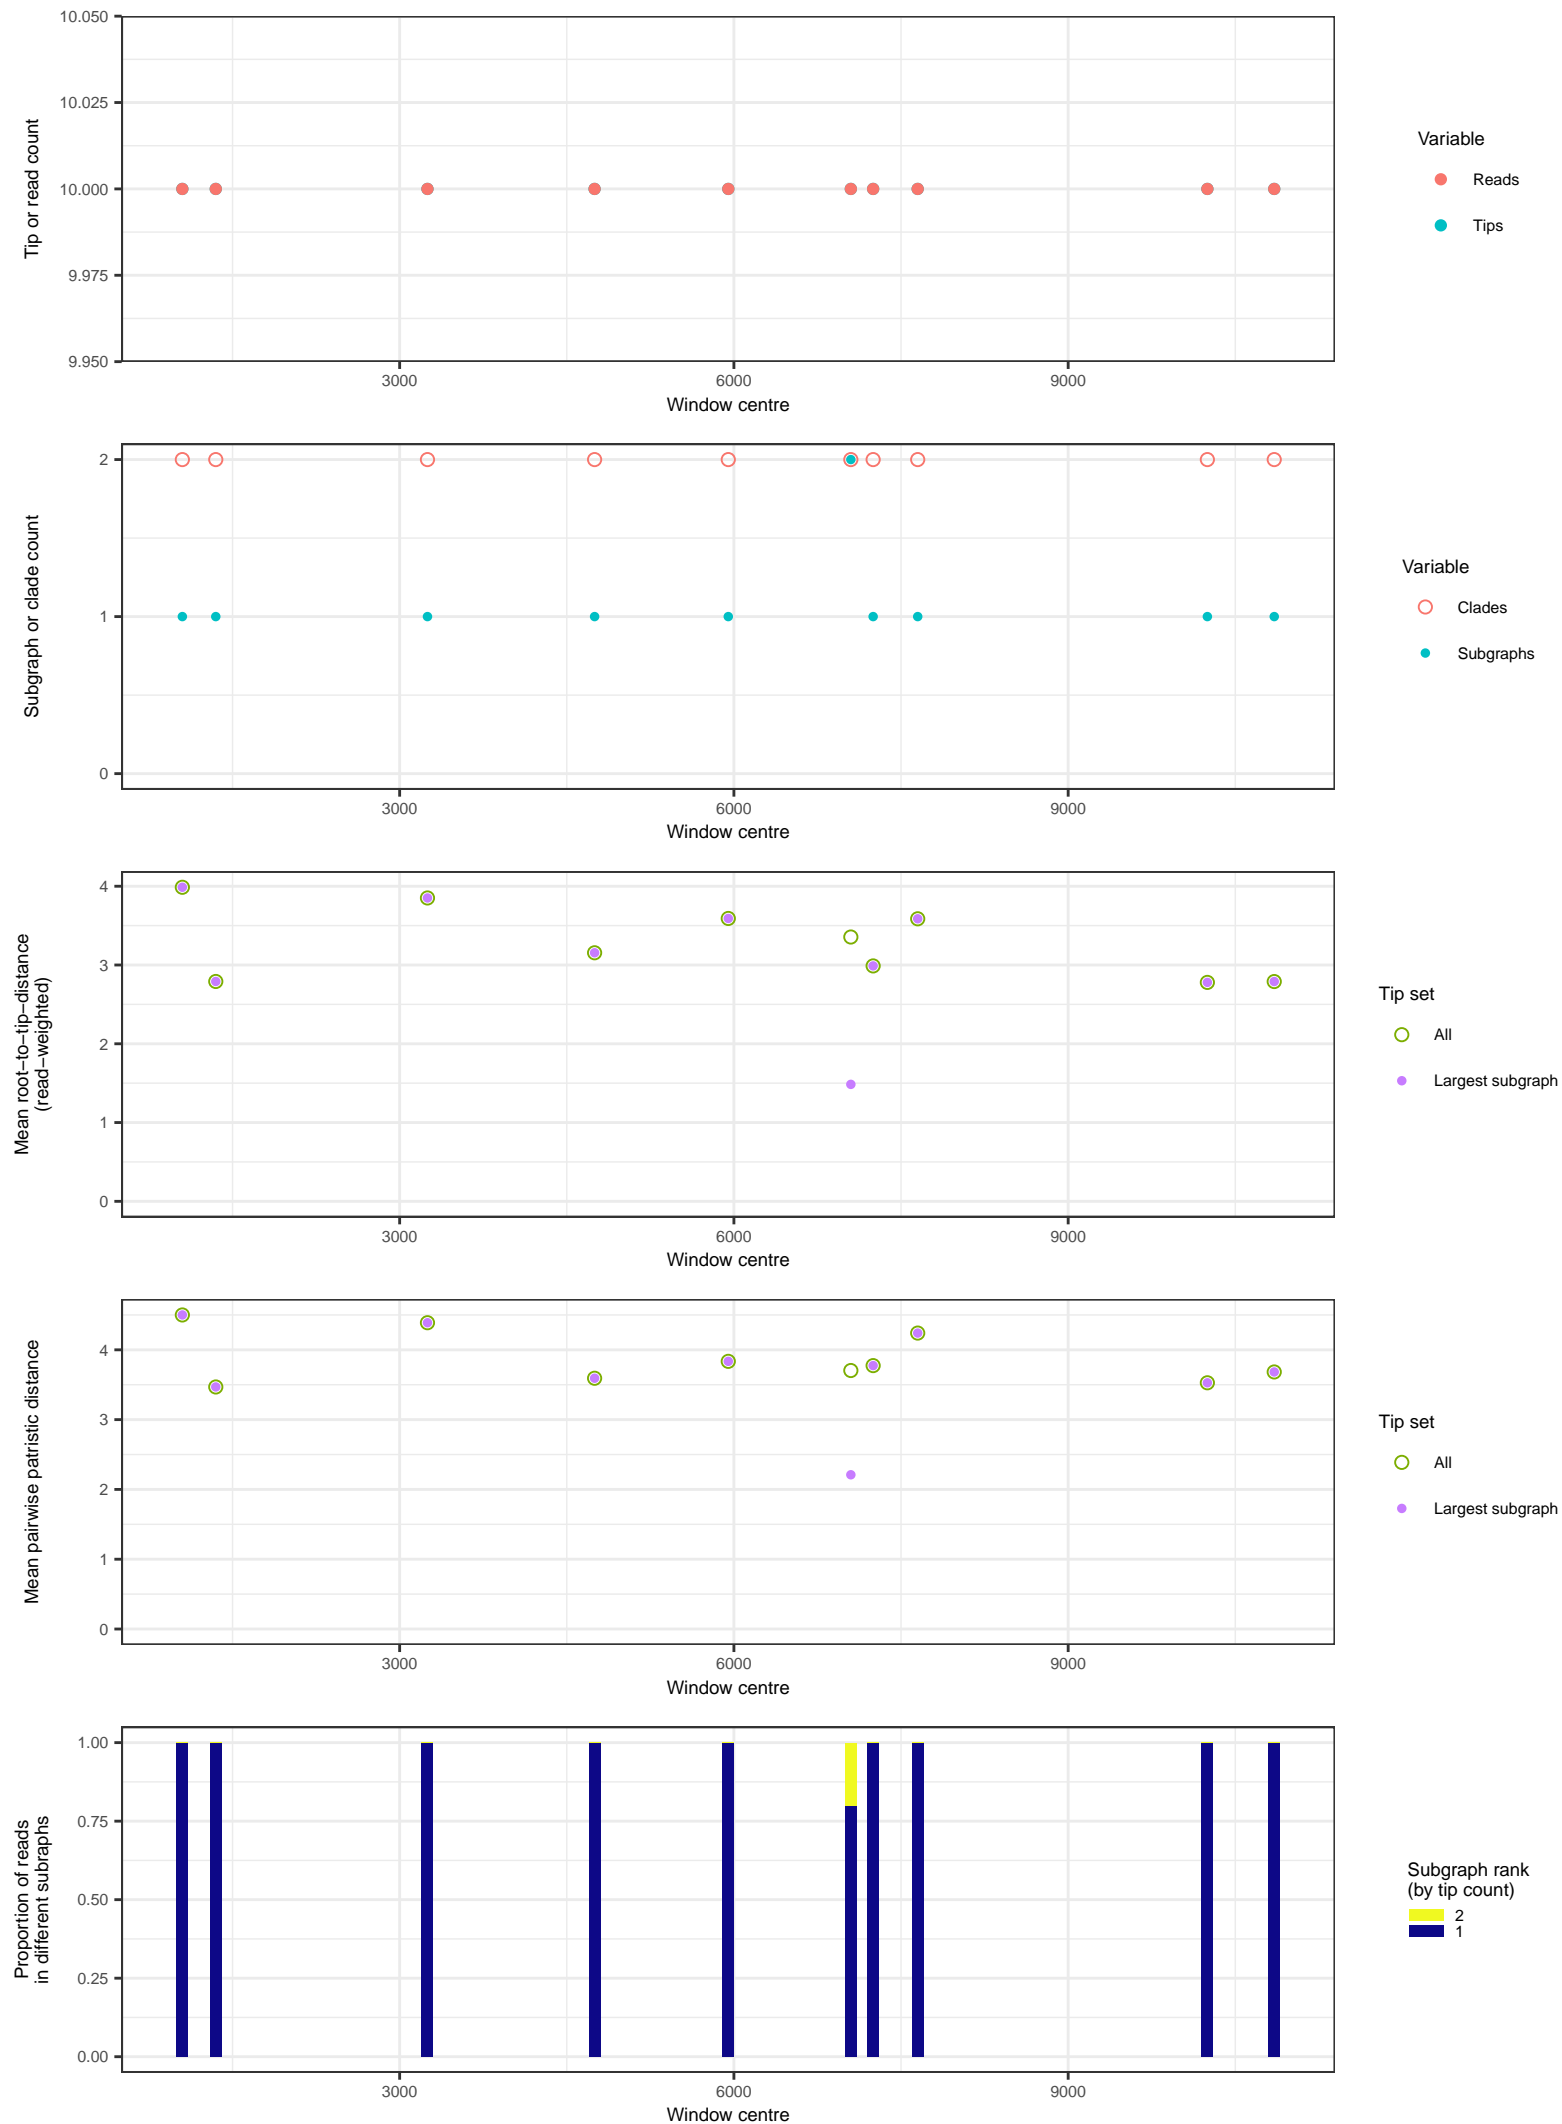 10.050
10.025
10.000
9.975
9.950
Tip or read count
3000 6000 9000
Window centre
Variable
Reads
Tips
2
1
0
Subgraph or clade count
3000 6000 9000
Window centre
Variable
Clades
Subgraphs
4
3
2
1
0
Mean root−to−tip−distance
(read−weighted)
3000 6000 9000
Window centre
Tip set
All
Largest subgraph
4
3
2
1
0
Mean pairwise patristic distance
3000 6000 9000
Window centre
Tip set
All
Largest subgraph
1.00
0.75
0.50
0.25
0.00
Proportion of reads
in different subraphs
3000 6000 9000
Window centre
Subgraph rank
(by tip count)
2
1